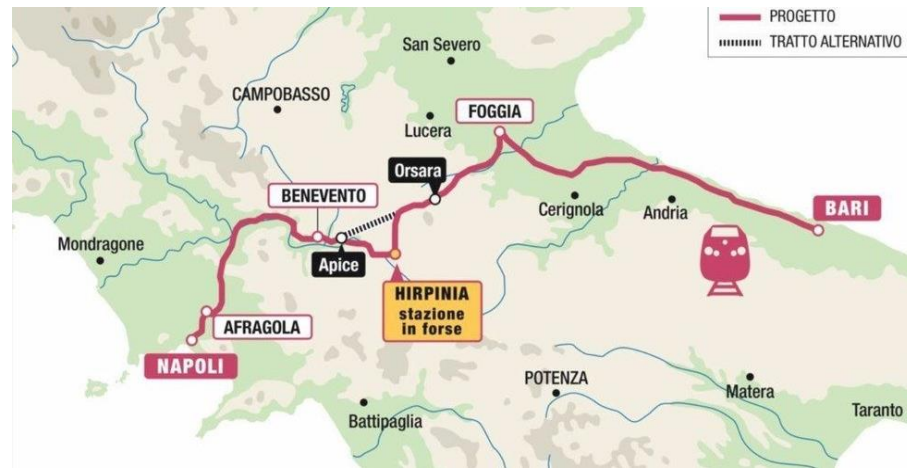 PROGETTO
TRATTO ALTERNATIVO
San Severo
CAMPOBASSO
FOGGIA
Lucera
Orsara
BENEVENTO
Cerignola
Andria
BARI
Mondragone
Apice
HIRPINIA
stazione
in forse
AFRAGOLA
NAPOLI
POTENZA
Matera
Battipaglia
Taranto